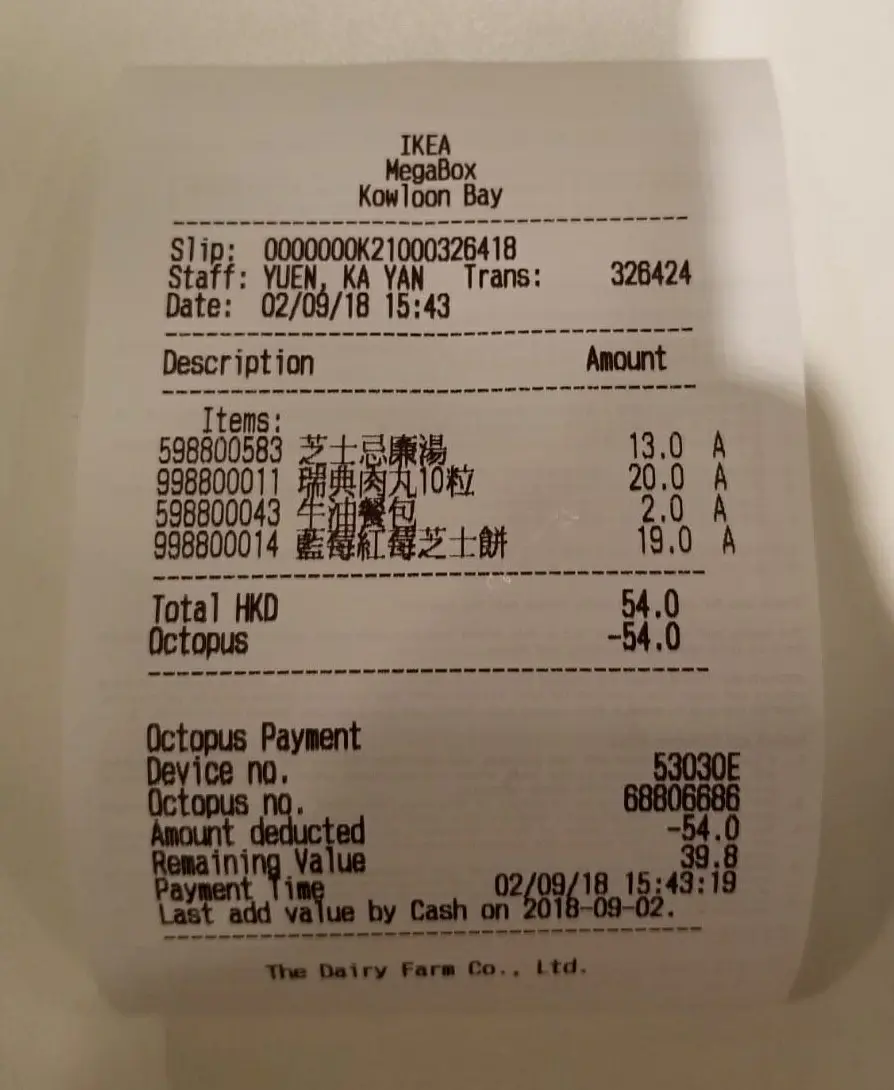 IKEA
MegaBox
Kowloon Bay
Slip: 0000000K21000326418
Staff: YUEN, KA YAN Trans: 326424
Date: 02/09/18 15:43
Description Amount
Items:
598800583 芝士忌廉湯 13.0 A
998800011 瑞典肉丸10粒 20.0 A
598800043 牛油餐包 2.0 A
998800014 藍莓紅莓芝士餅 19.0 A
Total HKD 54.0
Octopus -54.0
Octopus Payment
Device no. 53030E
Octopus no. 68806686
Amount deducted -54.0
Remaining Value 39.8
Payment Time 02/09/18 15:43:19
Last add value by Cash on 2018-09-02.
The Dairy Farm Co., Ltd.